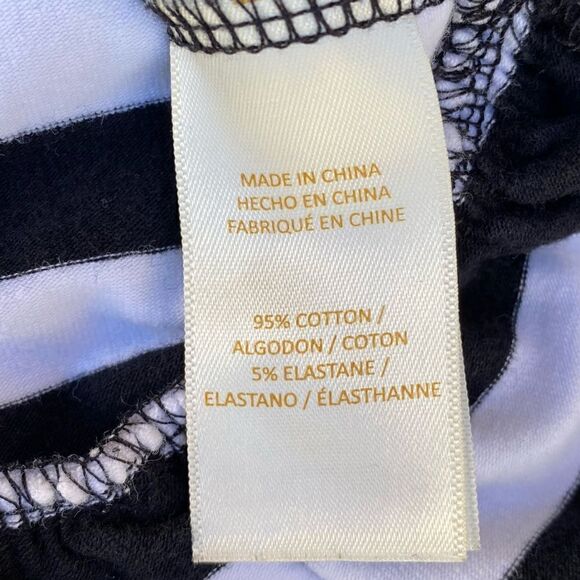 MADE IN CHINA
HECHO EN CHINA
FABRIQUÉ EN CHINE
95% COTTON /
ALGODON / COTON
5% ELASTANE /
ELASTANO / ÉLASTHANNE